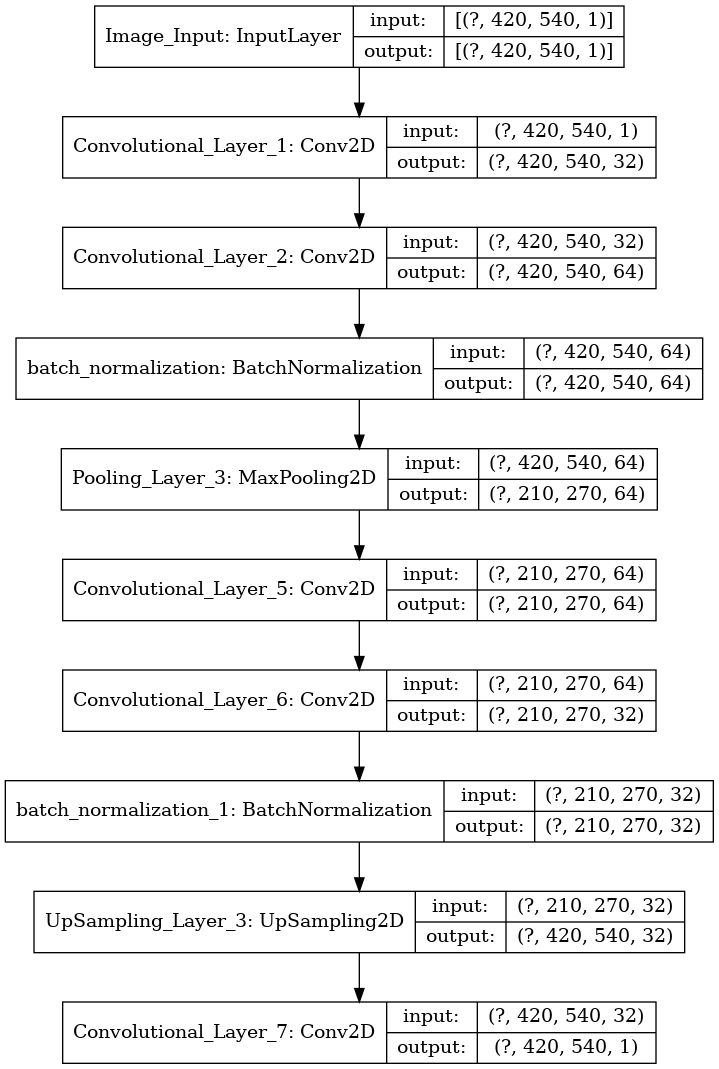 Image_Input: InputLayer
input: [(?, 420, 540, 1)]
output: [(?, 420, 540, 1)]
Convolutional_Layer_1: Conv2D
input: (?, 420, 540, 1)
output: (?, 420, 540, 32)
Convolutional_Layer_2: Conv2D
input: (?, 420, 540, 32)
output: (?, 420, 540, 64)
batch_normalization: BatchNormalization
input: (?, 420, 540, 64)
output: (?, 420, 540, 64)
Pooling_Layer_3: MaxPooling2D
input: (?, 420, 540, 64)
output: (?, 210, 270, 64)
Convolutional_Layer_5: Conv2D
input: (?, 210, 270, 64)
output: (?, 210, 270, 64)
Convolutional_Layer_6: Conv2D
input: (?, 210, 270, 64)
output: (?, 210, 270, 32)
batch_normalization_1: BatchNormalization
input: (?, 210, 270, 32)
output: (?, 210, 270, 32)
UpSampling_Layer_3: UpSampling2D
input: (?, 210, 270, 32)
output: (?, 420, 540, 32)
Convolutional_Layer_7: Conv2D
input: (?, 420, 540, 32)
output: (?, 420, 540, 1)